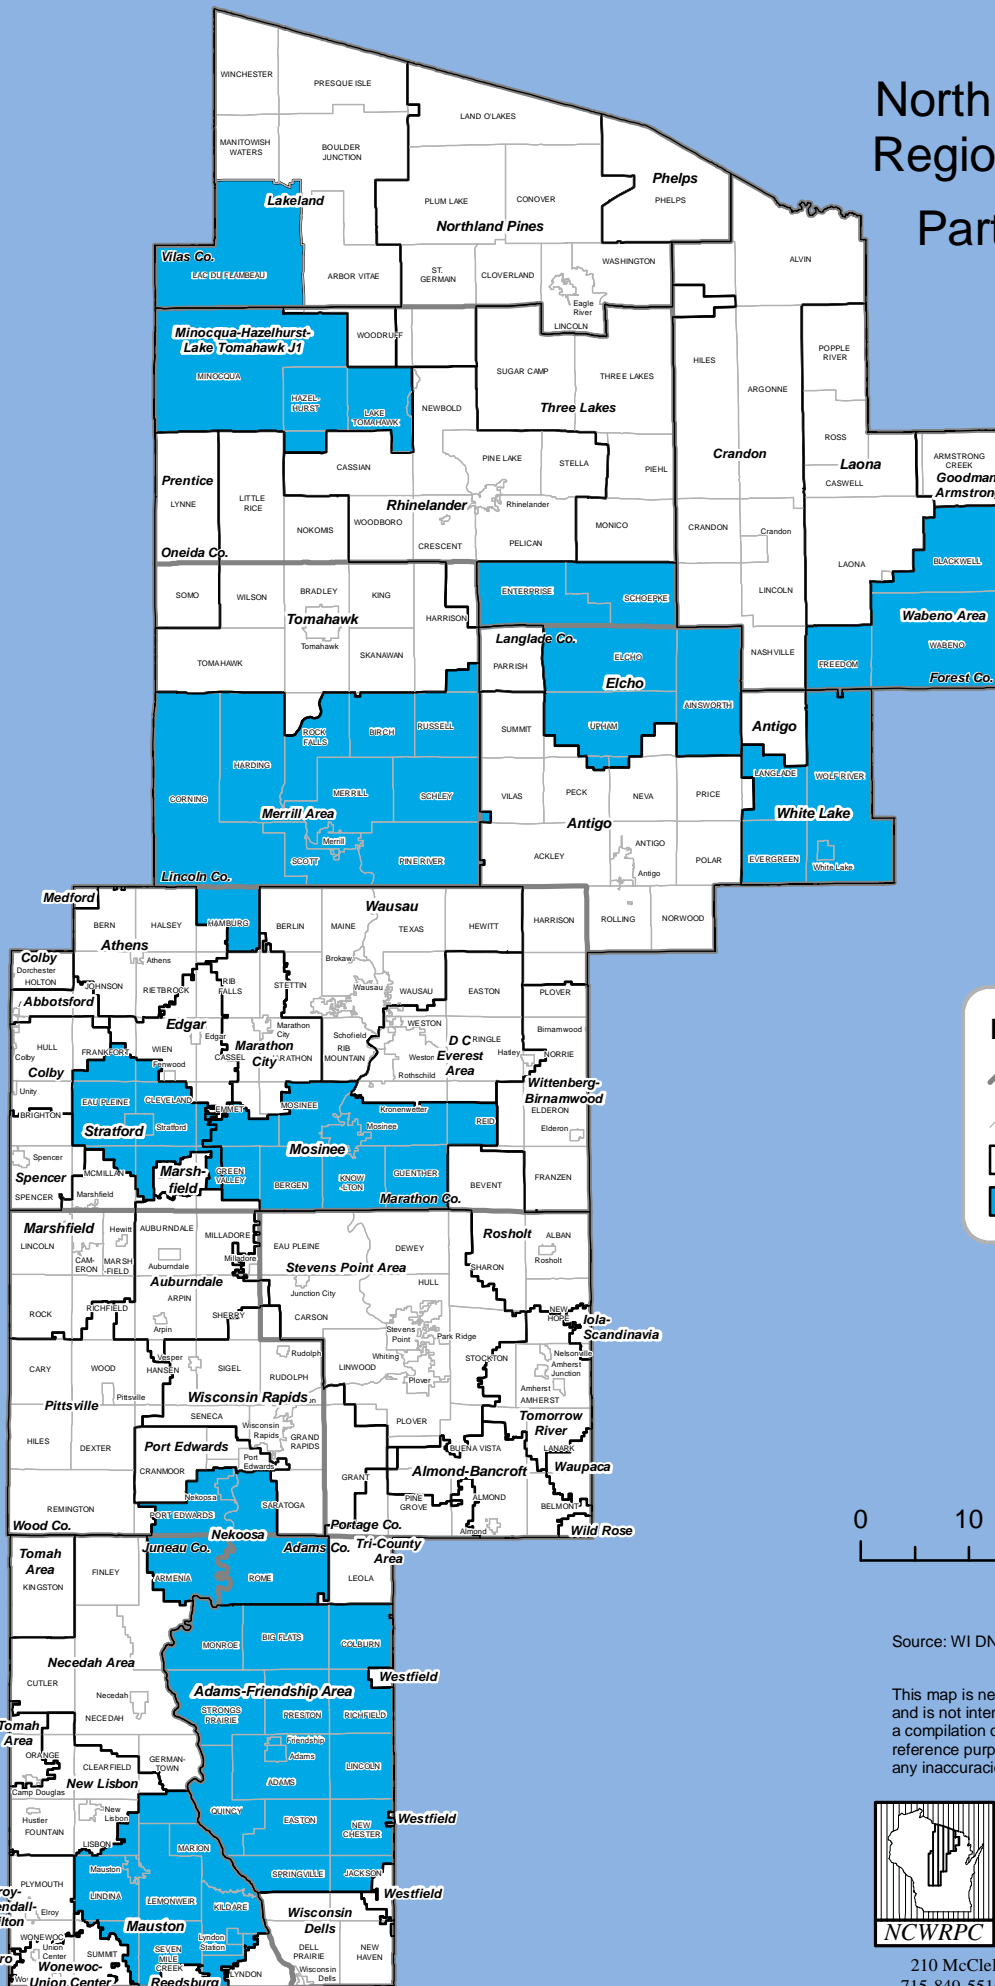 North
Regio
Part
WINCHESTER
PRESQUE ISLE
LAND O'LAKES
MANITOWISH
WATERS
BOULDER
JUNCTION
Phelps
PHELPS
Lakeland
PLUM LAKE
CONOVER
Northland Pines
Vilas Co.
LAC DU FLAMBEAU
ARBOR VITAE
ST.
GERMAIN
CLOVERLAND
WASHINGTON
ALVIN
Eagle
River
LINCOLN
Minocqua-Hazelhurst-
Lake Tomahawk J1
WOODRUFF
MINOCQUA
HAZEL-
HURST
LAKE
TOMAHAWK
NEWBOLD
SUGAR CAMP
THREE LAKES
Three Lakes
HILES
ARGONNE
POPPLE
RIVER
Crandon
ROSS
Laona
CASWELL
ARMSTRONG
CREEK
Goodman
Armstrong
Prentice
LYNNE
LITTLE
RICE
CASSIAN
PINE LAKE
STELLA
PIEHL
Rhinelander
Rhinelander
NOKOMIS
WOODBORO
CRESCENT
PELICAN
MONICO
CRANDON
Crandon
Oneida Co.
LAONA
BLACKWELL
SOMO
WILSON
BRADLEY
KING
Tomahawk
Tomahawk
HARRISON
ENTERPRISE
SCHOEPKE
LINCOLN
Wabeno Area
WABENO
TOMAHAWK
SKANAWAN
Langlade Co.
PARRISH
ELCHO
Elcho
NASHVILLE
FREEDOM
Forest Co.
AINSWORTH
ROCK
FALLS
BIRCH
RUSSELL
SUMMIT
UPHAM
Antigo
HARDING
LANGLADE
WOLF RIVER
CORNING
MERRILL
SCHLEY
VILAS
PECK
NEVA
PRICE
Merrill Area
Antigo
White Lake
Merrill
SCOTT
PINE RIVER
ACKLEY
ANTIGO
Antigo
POLAR
EVERGREEN
White Lake
Lincoln Co.
Medford
Wausau
BERN
HALSEY
HAMBURG
BERLIN
MAINE
TEXAS
HEWITT
HARRISON
ROLLING
NORWOOD
Athens
Athens
Colby
Dorchester
HOLTON
Brokaw
JOHNSON
RIETBROCK
RIB
FALLS
STETTIN
Wausau
WAUSAU
EASTON
PLOVER
Abbotsford
Edgar
Edgar
Marathon
City
Schofield
WESTON
Birnamwood
HULL
Colby
FRANKFORT
WIEN
Fenwood
CASSEL
Marathon
City
MARATHON
RIB
MOUNTAIN
Weston
D C
Everest
Area
RINGLE
Hatley
NORRIE
Colby
Rothschild
Wittenberg-
Birnamwood
Unity
BRIGHTON
EAU PLEINE
CLEVELAND
Stratford
Stratford
EMMET
MOSINEE
Kronenwetter
Mosinee
REID
ELDERON
Elderon
Mosinee
Spencer
Spencer
SPENCER
MCMILLAN
Marshfield
Marsh-
field
GREEN
VALLEY
BERGEN
KNOW
-LTON
GUENTHER
BEVENT
FRANZEN
Marathon Co.
Marshfield
LINCOLN
Hewitt
AUBURNDALE
MILLADORE
Milladore
EAU PLEINE
DEWEY
Rosholt
ALBAN
Rosholt
CAM-
ERON
MARSH
-FIELD
Auburndale
Auburndale
Stevens Point Area
SHARON
Junction City
HULL
ROCK
RICHFIELD
ARPIN
Arpin
SHERRY
CARSON
NEW
HOPE
Iola-
Scandinavia
Stevens
Point
Park Ridge
CARY
WOOD
Vesper
HANSEN
SIGEL
Rudolph
RUDOLPH
LINWOOD
Whiting
Plover
STOCKTON
Nelsonville
Amherst
Junction
Amherst
AMHERST
Pittsville
Pittsville
Wisconsin Rapids
SENECA
Wisconsin
Rapids
GRAND
RAPIDS
PLOVER
Tomorrow
River
HILES
DEXTER
Port Edwards
Port
Edwards
BUENA VISTA
LANARK
Waupaca
CRANMOOR
GRANT
Almond-Bancroft
PINE
GROVE
ALMOND
Almond
BELMONT
REMINGTON
Nekoosa
PORT EDWARDS
SARATOGA
Wood Co.
Nekoosa
Portage Co.
Wild Rose
Juneau Co.
Adams Co.
Tri-County
Area
Tomah
Area
KINGSTON
FINLEY
ARMENIA
ROME
LEOLA
MONROE
BIG FLATS
COLBURN
Necedah Area
CUTLER
Necedah
NECEDAH
Westfield
Adams-Friendship Area
STRONGS
PRAIRIE
PRESTON
RICHFIELD
Tomah
Area
ORANGE
CLEARFIELD
GERMAN-
TOWN
Friendship
Adams
LINCOLN
New Lisbon
Camp Douglas
ADAMS
Hustler
FOUNTAIN
New
Lisbon
LISBON
QUINCY
EASTON
NEW
CHESTER
Westfield
MARION
Mauston
PLYMOUTH
LINDINA
LEMONWEIR
KILDARE
SPRINGVILLE
JACKSON
Westfield
roy-
endall-
ilton
Elroy
Mauston
Wisconsin
Dells
WONEWOC
Union
Center
SUMMIT
SEVEN
MILE
CREEK
Lyndon
Station
LYNDON
DELL
PRAIRIE
NEW
HAVEN
Wisconsin
Dells
ro
Wonewoc-
Union Center
Reedsburg
0 10
Source: WI DN
This map is ne
and is not inter
a compilation o
reference purp
any inaccuraci
NCWRPC
210 McClel
715-849-551